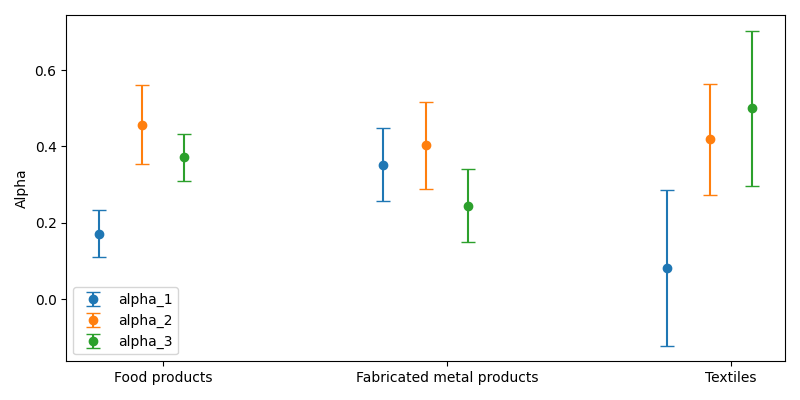 Alpha
0.6
0.4
0.2
0.0
alpha_1
alpha_2
alpha_3
Food products
Fabricated metal products
Textiles